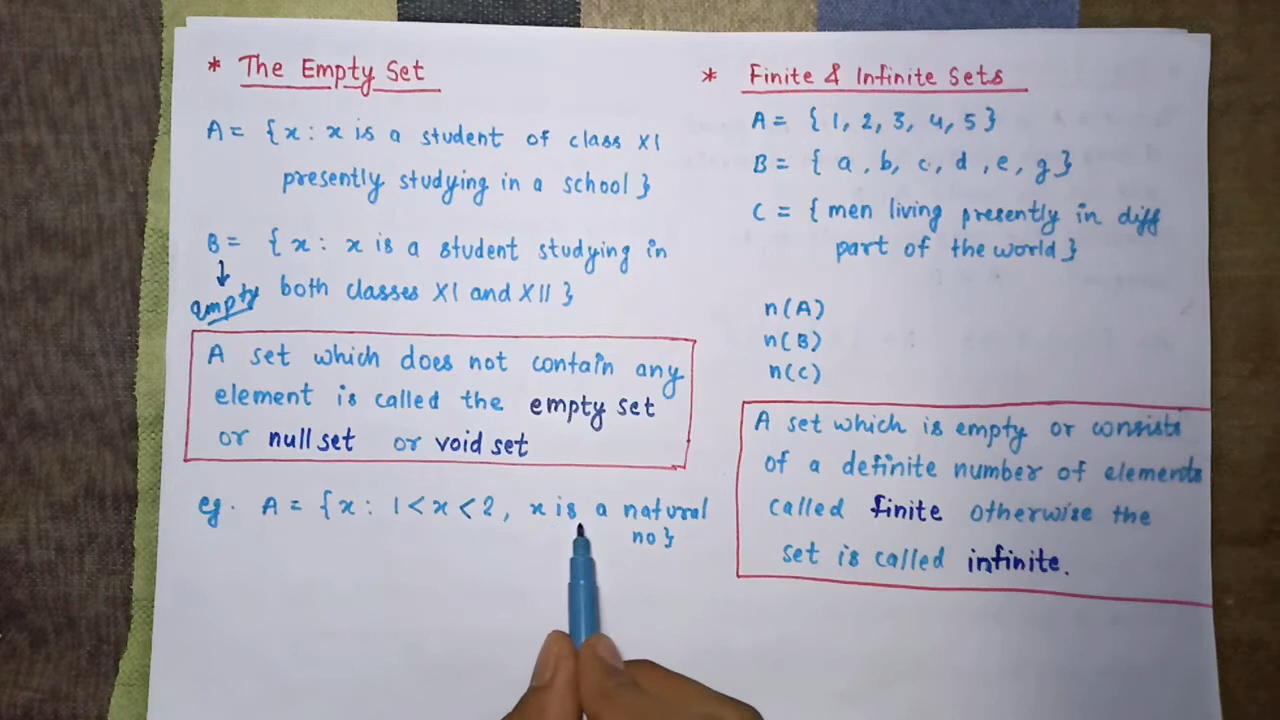 * The Empty Set
A = {x : x is a student of class XI
presently studying in a school}
B = {x : x is a student studying in
both classes XI and XII}
empty
A set which does not contain any
element is called the empty set
or null set or void set
eg. A = {x : 1 < x < 2, x is a natural
no}
* Finite & Infinite Sets
A = {1, 2, 3, 4, 5}
B = {a, b, c, d, e, g}
C = {men living presently in diff
part of the world}
n(A)
n(B)
n(C)
A set which is empty or consists
of a definite number of elements
called finite otherwise the
set is called infinite.